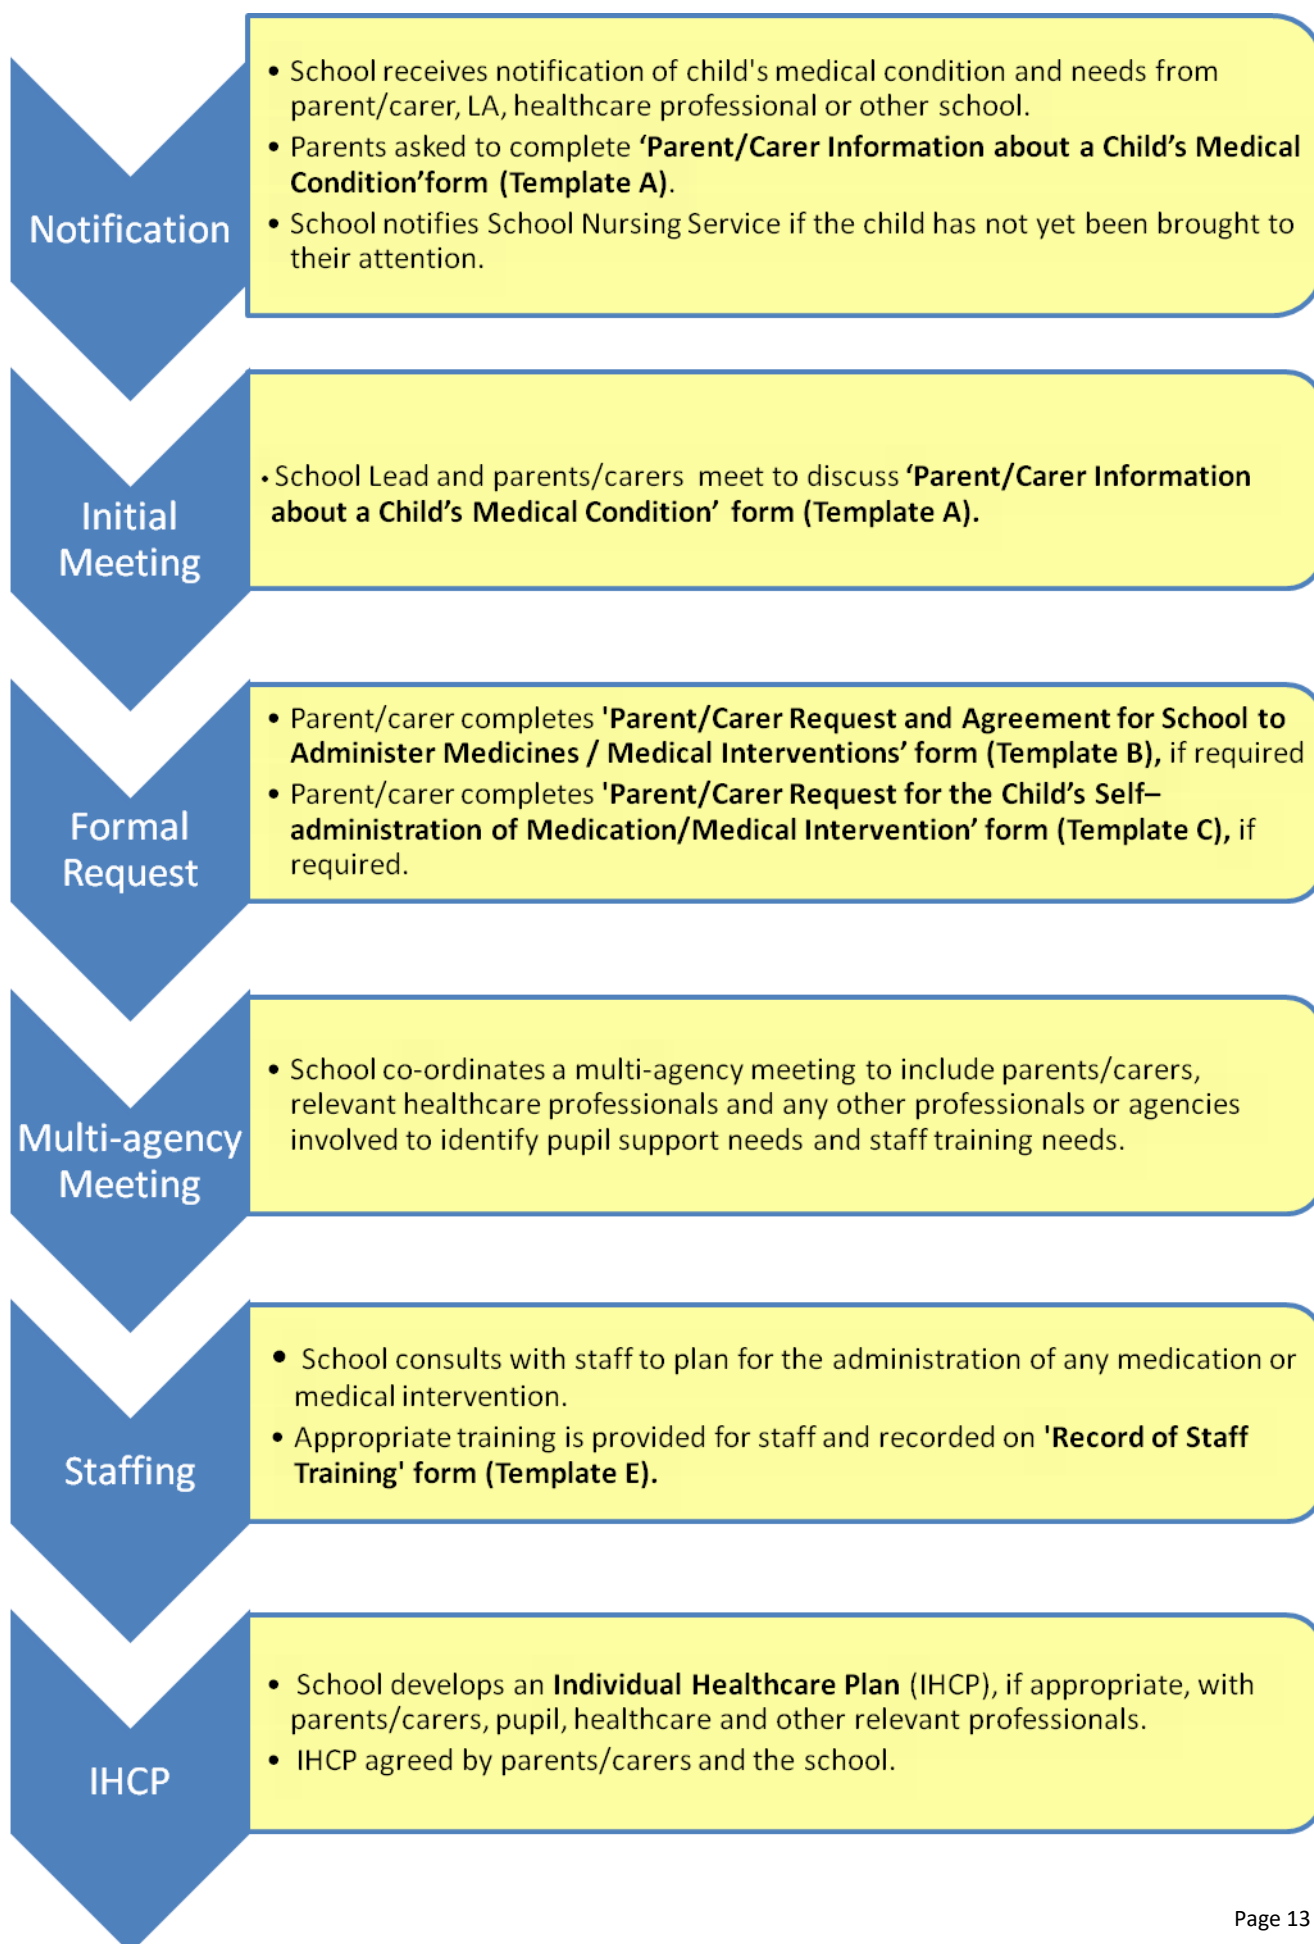 Notification
• School receives notification of child's medical condition and needs from
parent/carer, LA, healthcare professional or other school.
• Parents asked to complete ‘Parent/Carer Information about a Child’s Medical
Condition’form (Template A).
• School notifies School Nursing Service if the child has not yet been brought to
their attention.
Initial
Meeting
• School Lead and parents/carers meet to discuss ‘Parent/Carer Information
about a Child’s Medical Condition’ form (Template A).
Formal
Request
• Parent/carer completes 'Parent/Carer Request and Agreement for School to
Administer Medicines / Medical Interventions’ form (Template B), if required
• Parent/carer completes 'Parent/Carer Request for the Child’s Self–
administration of Medication/Medical Intervention’ form (Template C), if
required.
Multi-agency
Meeting
• School co-ordinates a multi-agency meeting to include parents/carers,
relevant healthcare professionals and any other professionals or agencies
involved to identify pupil support needs and staff training needs.
Staffing
• School consults with staff to plan for the administration of any medication or
medical intervention.
• Appropriate training is provided for staff and recorded on 'Record of Staff
Training' form (Template E).
IHCP
• School develops an Individual Healthcare Plan (IHCP), if appropriate, with
parents/carers, pupil, healthcare and other relevant professionals.
• IHCP agreed by parents/carers and the school.
Page 13